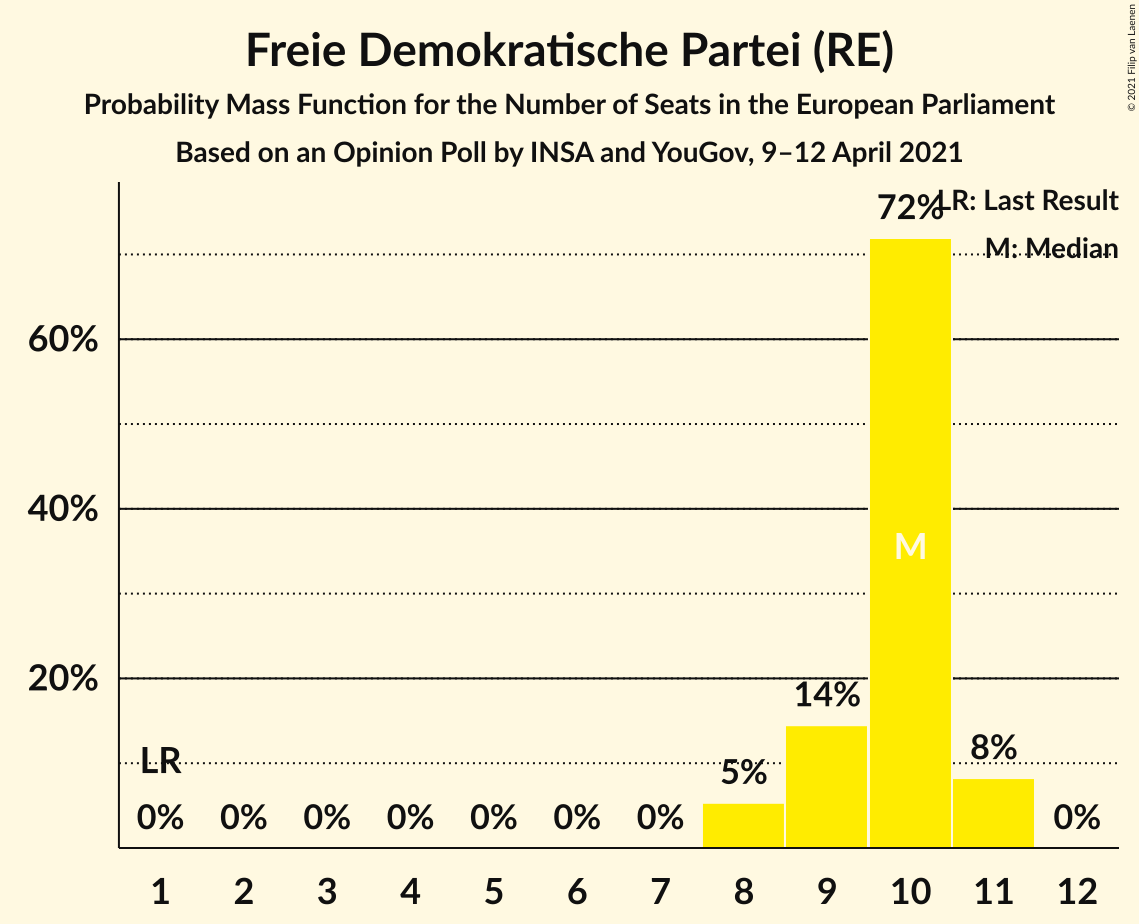 Freie Demokratische Partei (RE)
Probability Mass Function for the Number of Seats in the European Parliament
Based on an Opinion Poll by INSA and YouGov, 9–12 April 2021
© 2021 Filip van Laenen
LR: Last Result
M: Median
72%
60%
40%
20%
M
14%
8%
5%
LR
0% 0% 0% 0% 0% 0% 0% 0%
1 2 3 4 5 6 7 8 9 10 11 12